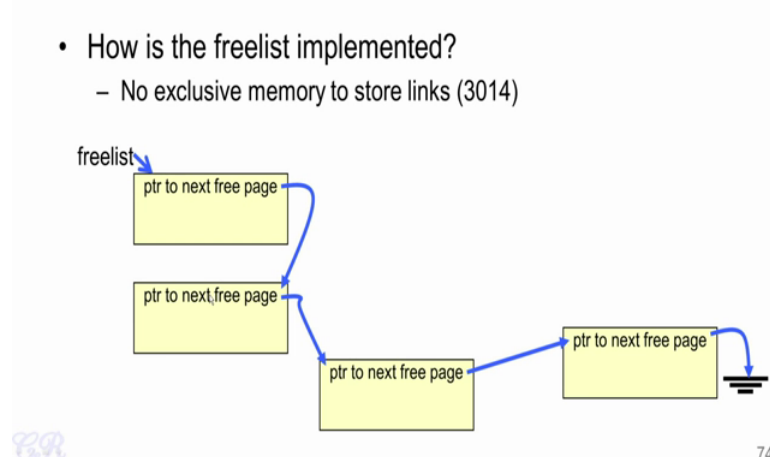 • How is the freelist implemented?
– No exclusive memory to store links (3014)
freelist
ptr to next free page
ptr to next free page
ptr to next free page
ptr to next free page
74